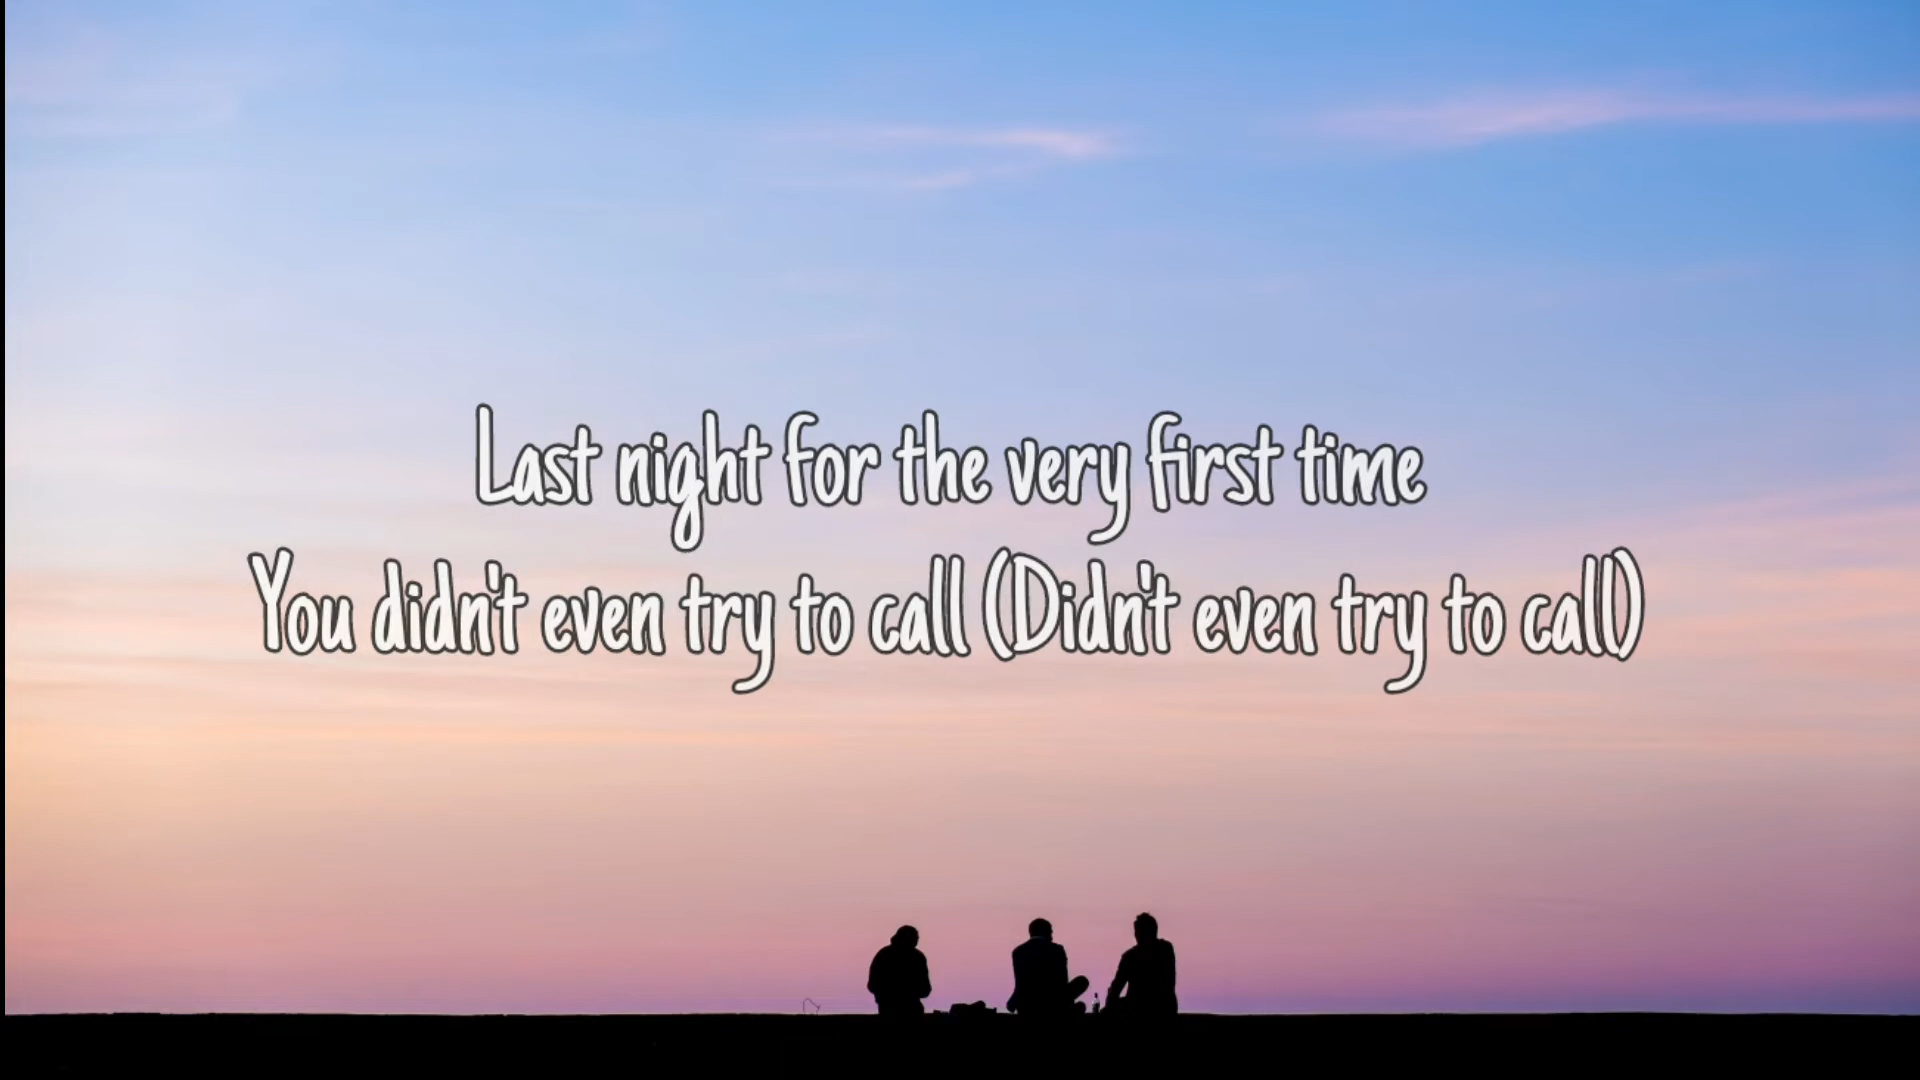 Last night for the very first time
You didn't even try to call (Didn't even try to call)